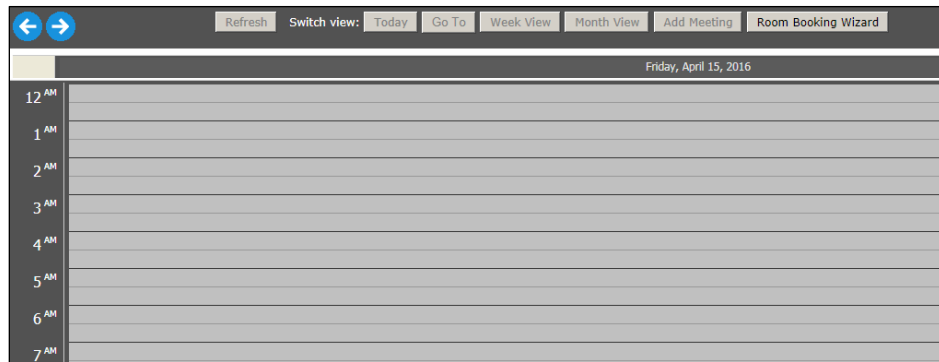 Refresh Switch view: Today Go To Week View Month View Add Meeting Room Booking Wizard
Friday, April 15, 2016
12 AM
1 AM
2 AM
3 AM
4 AM
5 AM
6 AM
7 AM